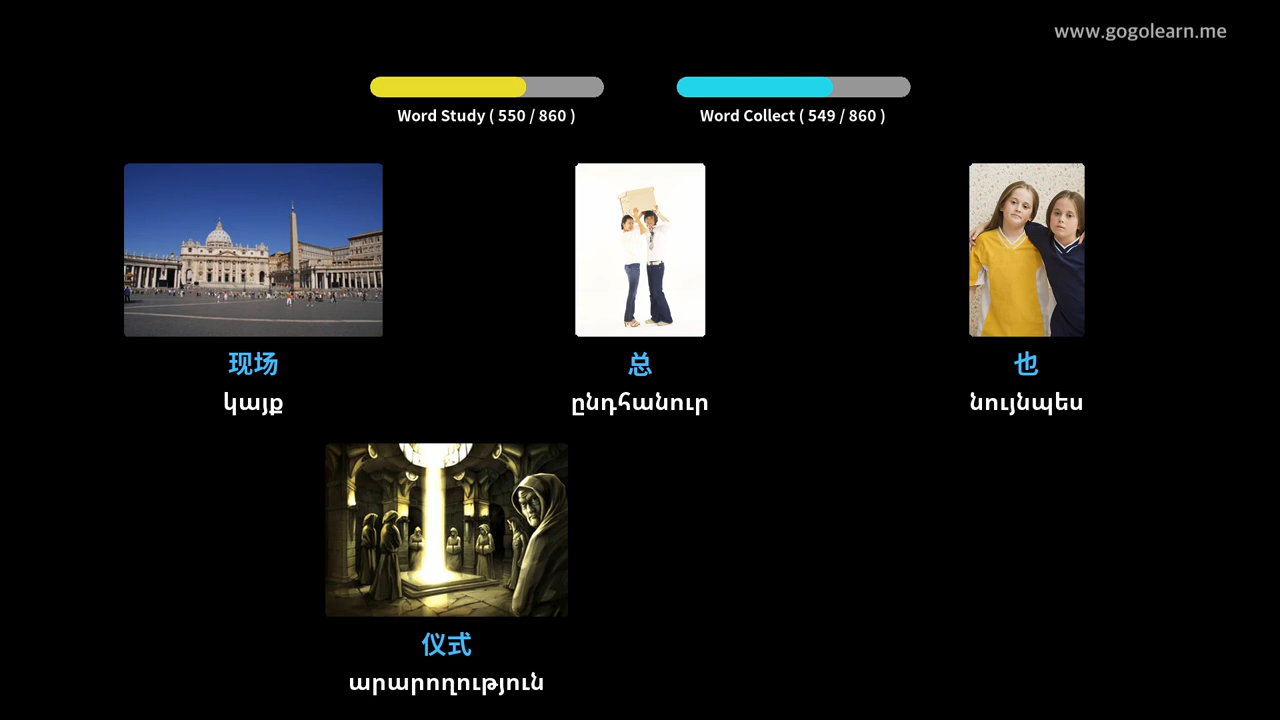 www.gogolearn.me
Word Study ( 550 / 860 )
Word Collect ( 549 / 860 )
现场
կայք
总
ընդհանուր
也
նույնպես
仪式
արարողություն